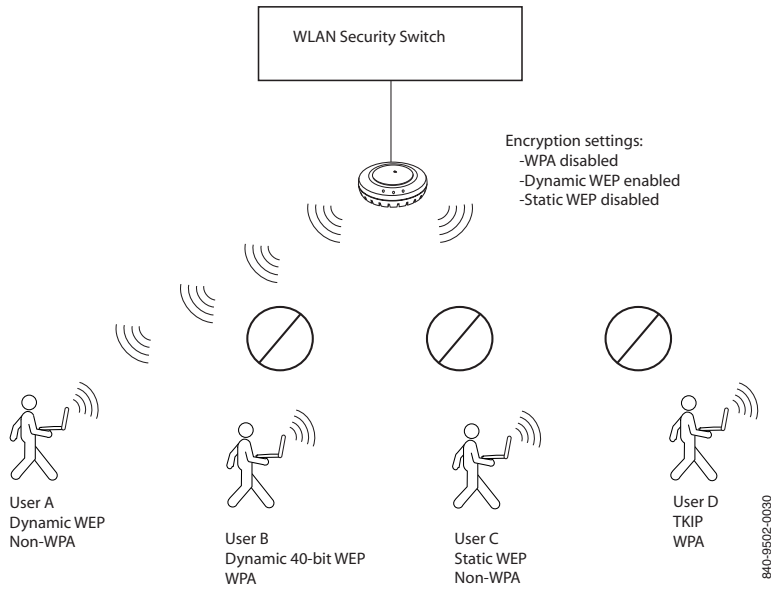 WLAN Security Switch
Encryption settings:
-WPA disabled
-Dynamic WEP enabled
-Static WEP disabled
User A
Dynamic WEP
Non-WPA
User B
Dynamic 40-bit WEP
WPA
User C
Static WEP
Non-WPA
User D
TKIP
WPA
840-9502-0030